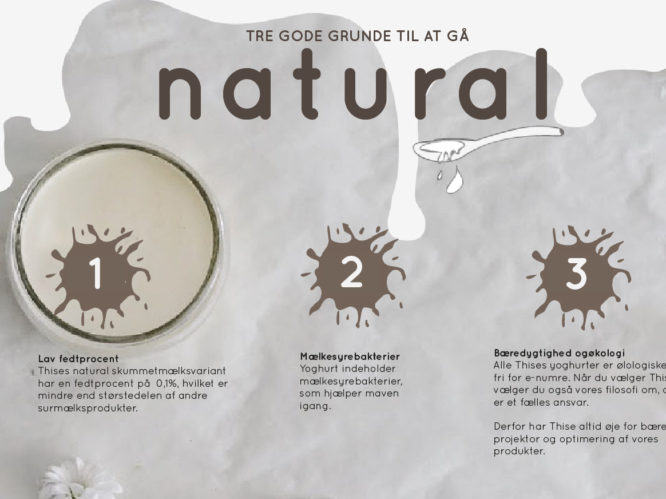 TRE GODE GRUNDE TIL AT GÅ
natural
1
2
3
Lav fedtprocent
Thises natural skummetmælksvariant
har en fedtprocent på 0,1%, hvilket er
mindre end størstedelen af andre
surmælksprodukter.
Mælkesyrebakterier
Yoghurt indeholder
mælkesyrebakterier,
som hjælper maven
igang.
Bæredygtighed ogøkologi
Alle Thises yoghurter er øloligiske
fri for e-numre. Når du vælger This
vælger du også vores filosofi om,
er et fælles ansvar.
Derfor har Thise altid øje for bære
projektor og optimering af vores
produkter.